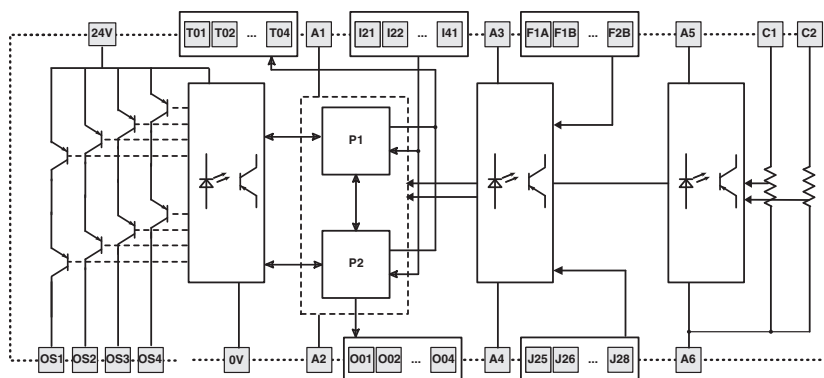 24V T01 T02 ... T04 A1 I21 I22 ... I41 A3 F1A F1B ... F2B A5 C1 C2
P1
P2
OS1 OS2 OS3 OS4 0V A2 O01 O02 ... O04 A4 J25 J26 ... J28 A6